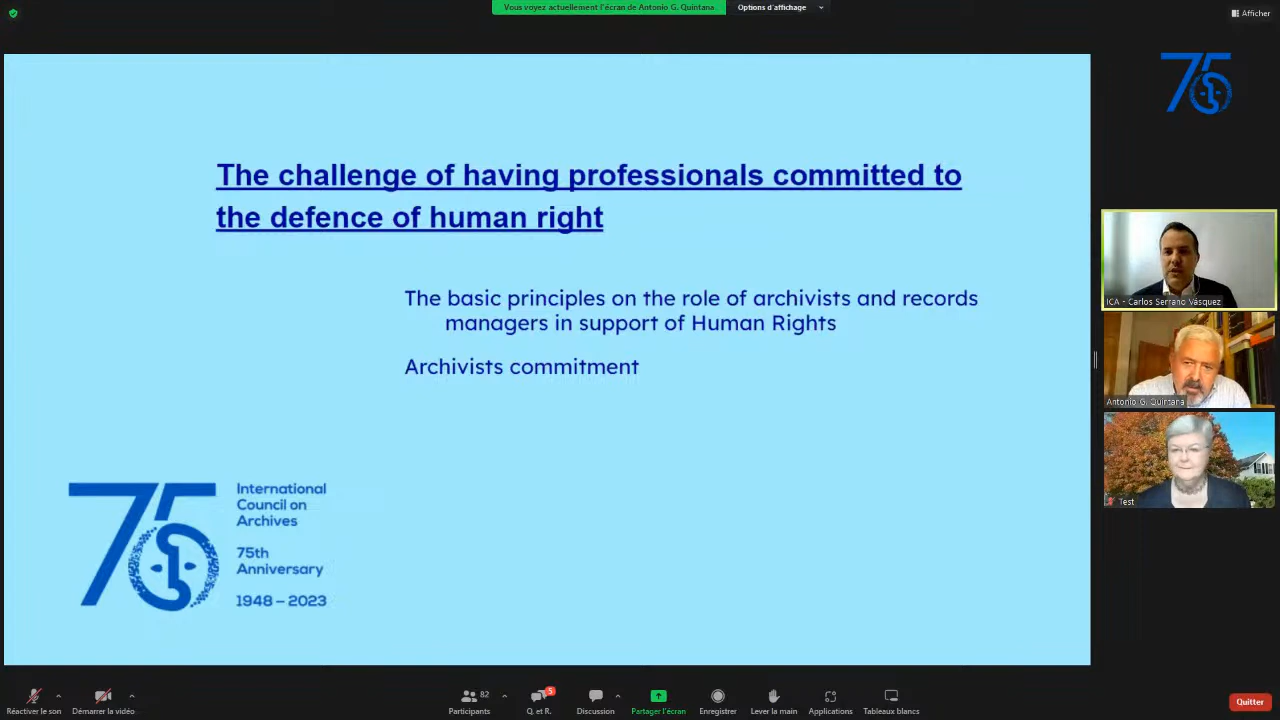 Vous voyez actuellement l'écran de Antonio G. Quintana
Options d'affichage
Afficher
75
The challenge of having professionals committed to
the defence of human right
The basic principles on the role of archivists and records
managers in support of Human Rights
Archivists commitment
75
International
Council on
Archives
75th
Anniversary
1948 – 2023
ICA - Carlos Serrano Vásquez
Antonio G. Quintana
Test
Réactiver le son
Démarrer la vidéo
82
Participants
5
Q. et R.
Discussion
Partager l'écran
Enregistrer
Lever la main
Applications
Tableaux blancs
Quitter